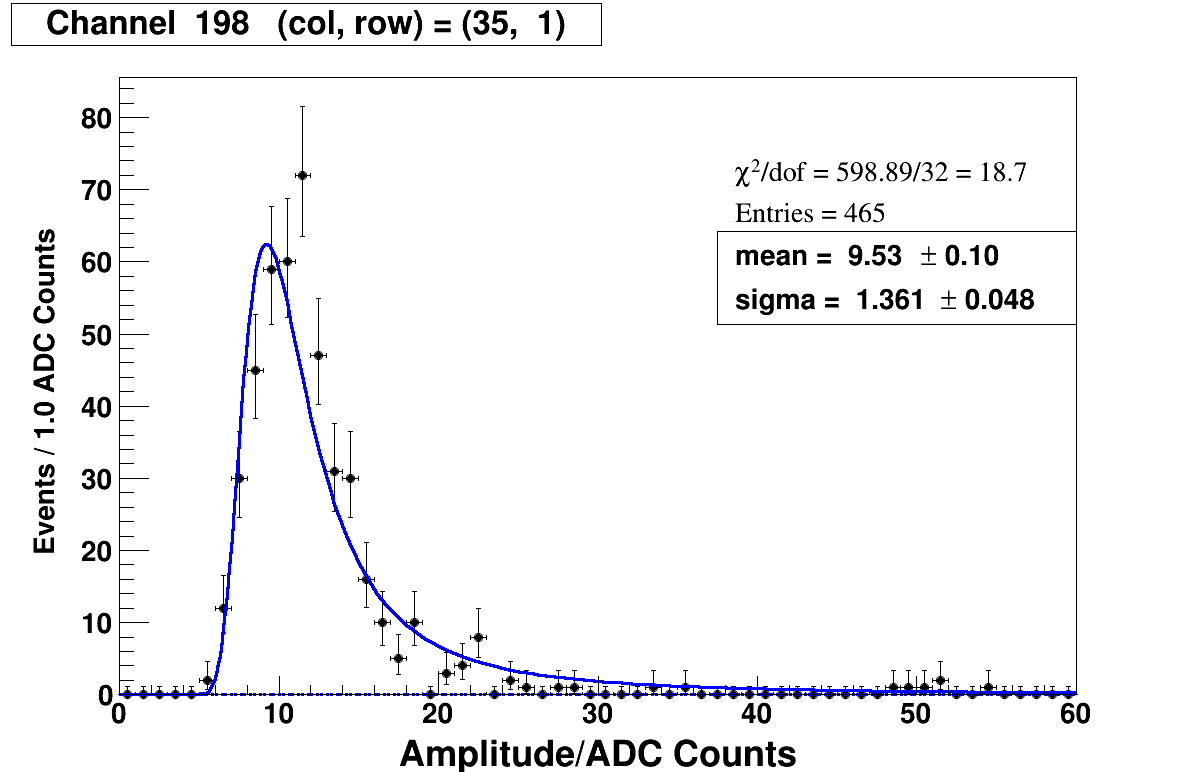 Channel 198 (col, row) = (35, 1)
χ²/dof = 598.89/32 = 18.7
Entries = 465
mean = 9.53 ± 0.10
sigma = 1.361 ± 0.048
Events / 1.0 ADC Counts
80
70
60
50
40
30
20
10
0
0 10 20 30 40 50 60
Amplitude/ADC Counts